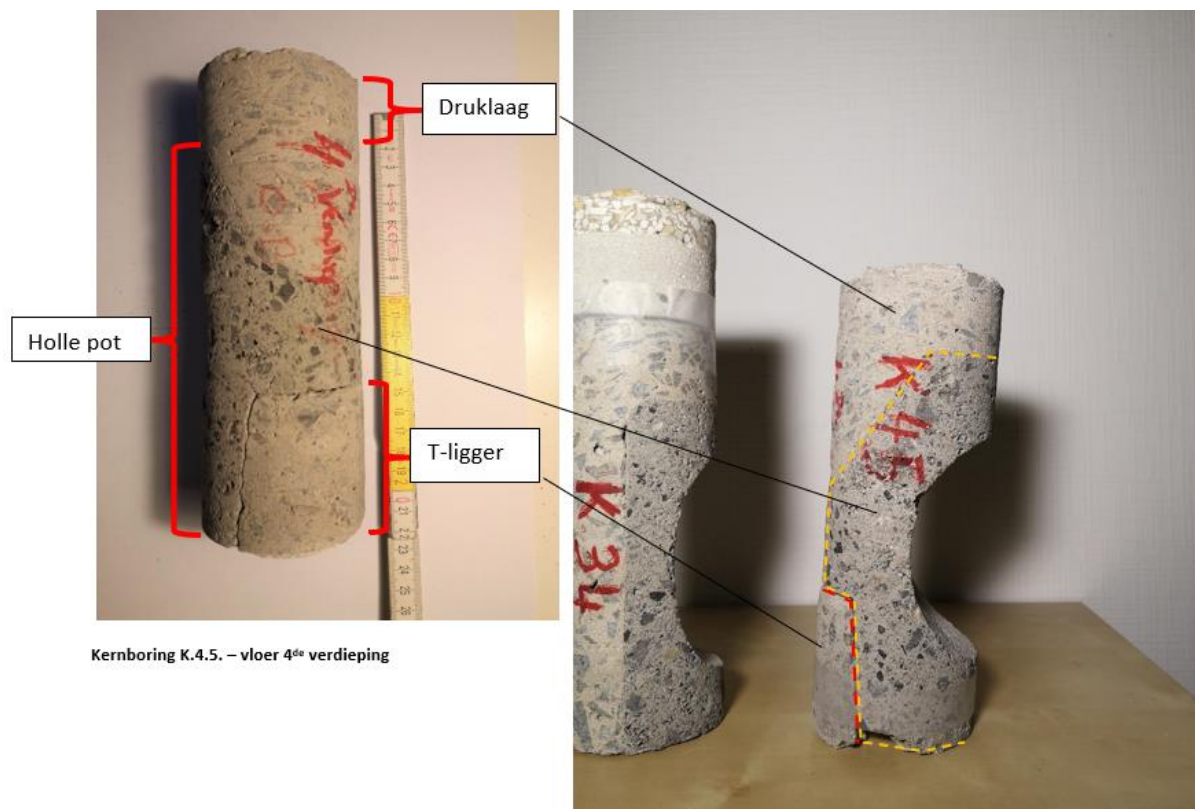 Druklaag
Holle pot
T-ligger
Kernboring K.4.5. – vloer 4de verdieping
K 34
K 45